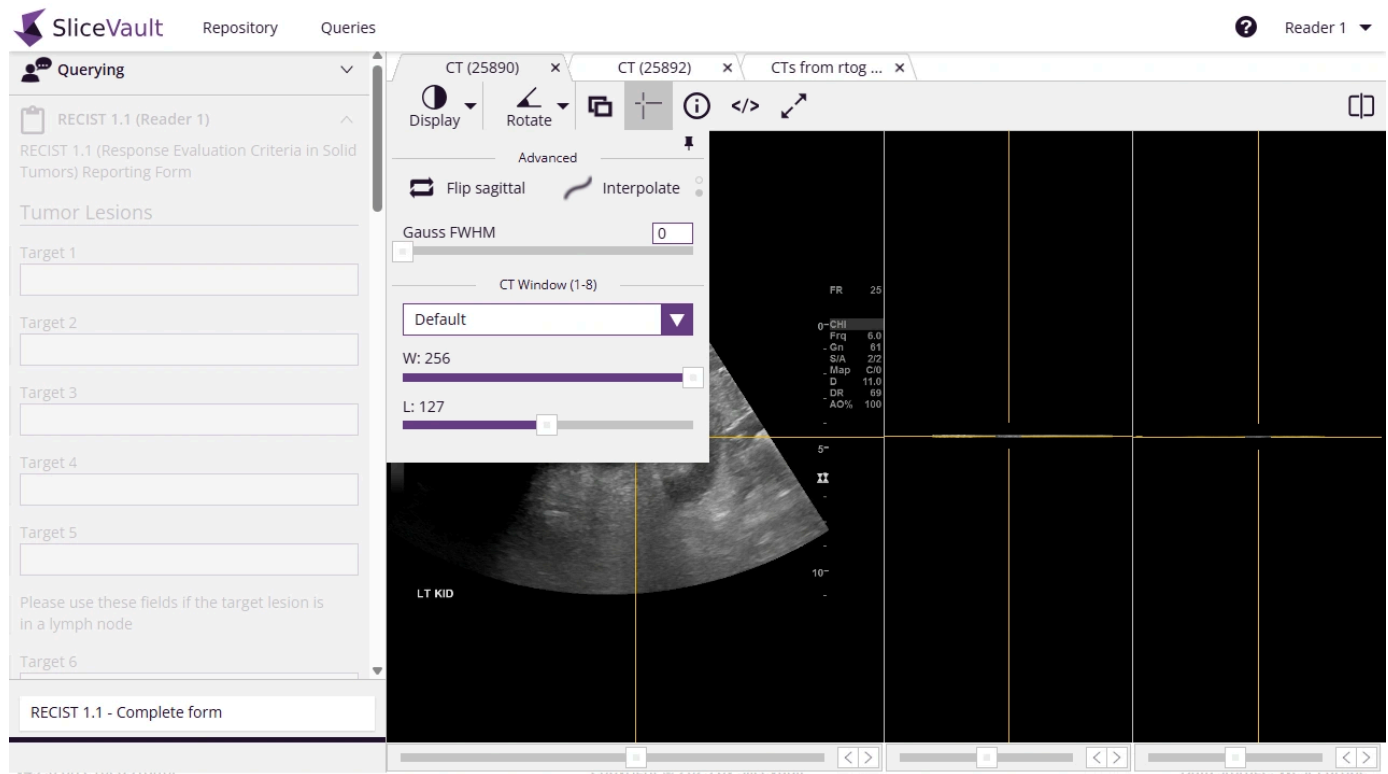 SliceVault
Repository
Queries
?
Reader 1
Querying
RECIST 1.1 (Reader 1)
RECIST 1.1 (Response Evaluation Criteria in Solid
Tumors) Reporting Form
Tumor Lesions
Target 1
Target 2
Target 3
Target 4
Target 5
Please use these fields if the target lesion is
in a lymph node
Target 6
RECIST 1.1 - Complete form
CT (25890)
CT (25892)
CTs from rtog ...
Display
Rotate
</>
Advanced
Flip sagittal
Interpolate
Gauss FWHM
0
CT Window (1-8)
Default
W: 256
L: 127
FR 25
0-
CHI
Frq 6.0
Gn 61
S/A 2/2
Map C/0
D 11.0
DR 69
AO% 100
5-
10-
LT KID